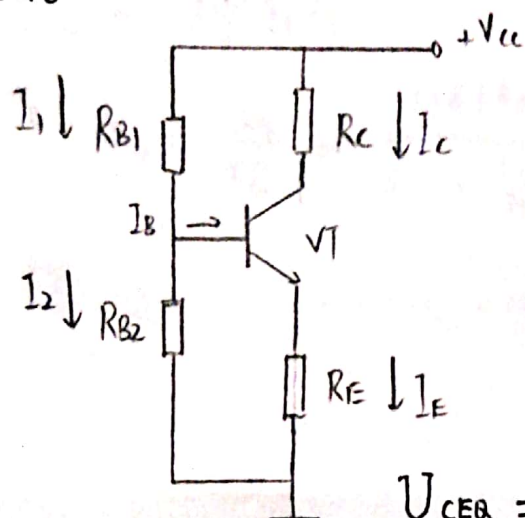 +Vcc
I₁ ↓ RB1
Rc ↓ Ic
IB →
VT
I₂ ↓ RB2
RE ↓ IE
UCEQ =